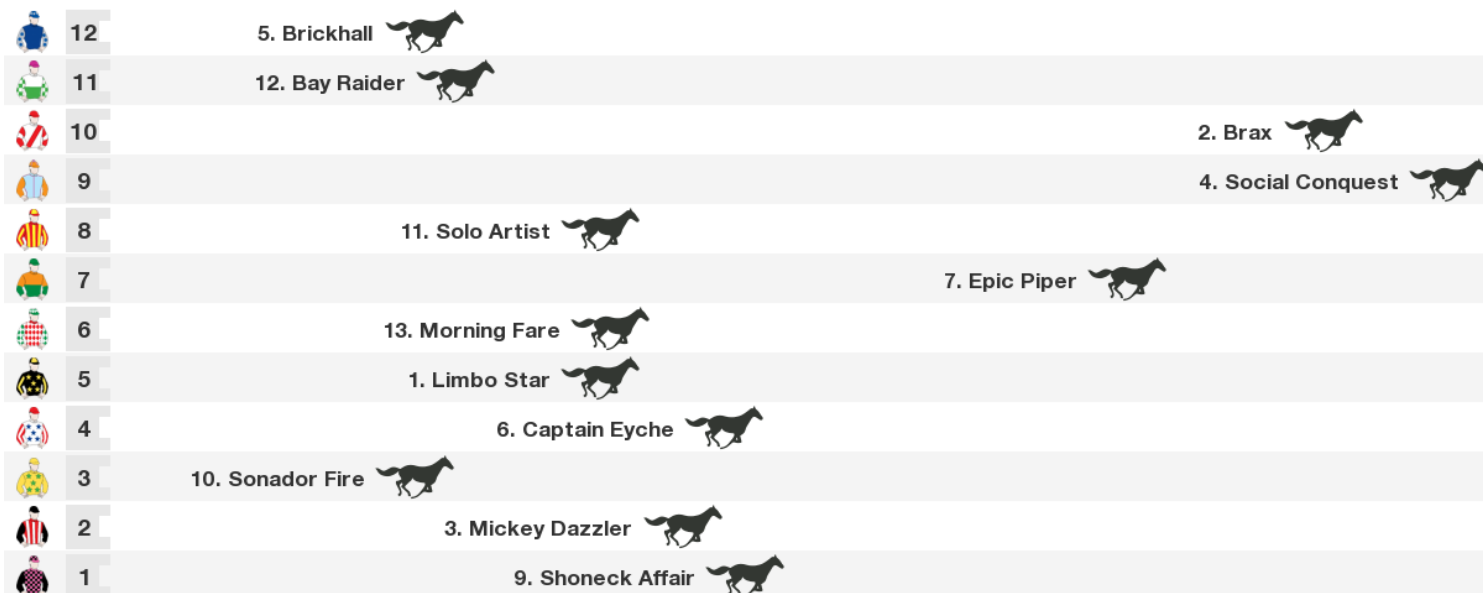 12 5. Brickhall
11 12. Bay Raider
10 2. Brax
9 4. Social Conquest
8 11. Solo Artist
7 7. Epic Piper
6 13. Morning Fare
5 1. Limbo Star
4 6. Captain Eyche
3 10. Sonador Fire
2 3. Mickey Dazzler
1 9. Shoneck Affair